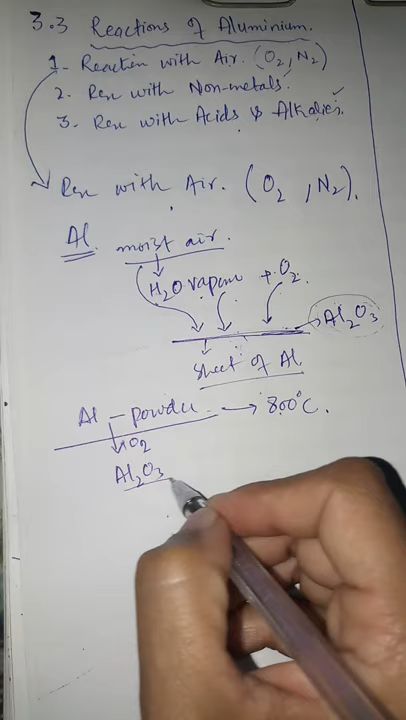 3.3 Reactions of Aluminium.
1- Reaction with Air. (O2, N2)
2. Rxn with Non-metals.
3. Rxn with Acids & Alkalies.
Rxn with Air. (O2, N2).
Al. moist air.
H2O vapour + O2.
Al2O3
Sheet of Al.
Al - powder → 800°C.
O2
Al2O3